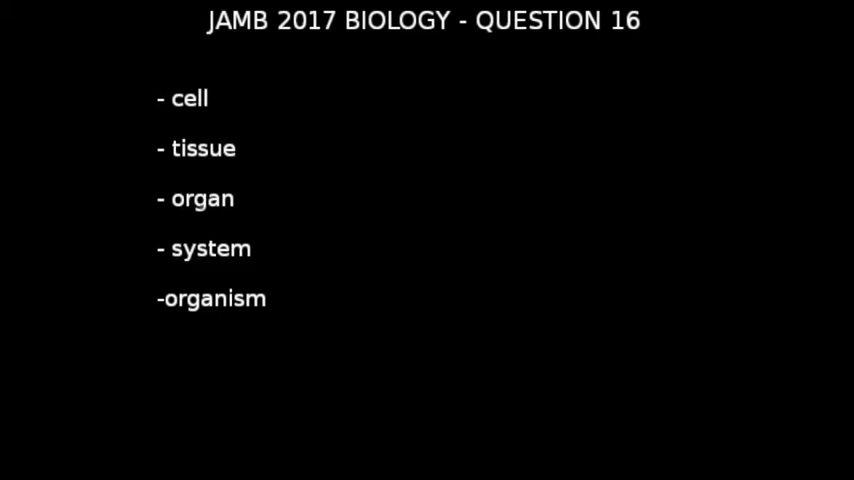 JAMB 2017 BIOLOGY - QUESTION 16
- cell
- tissue
- organ
- system
-organism